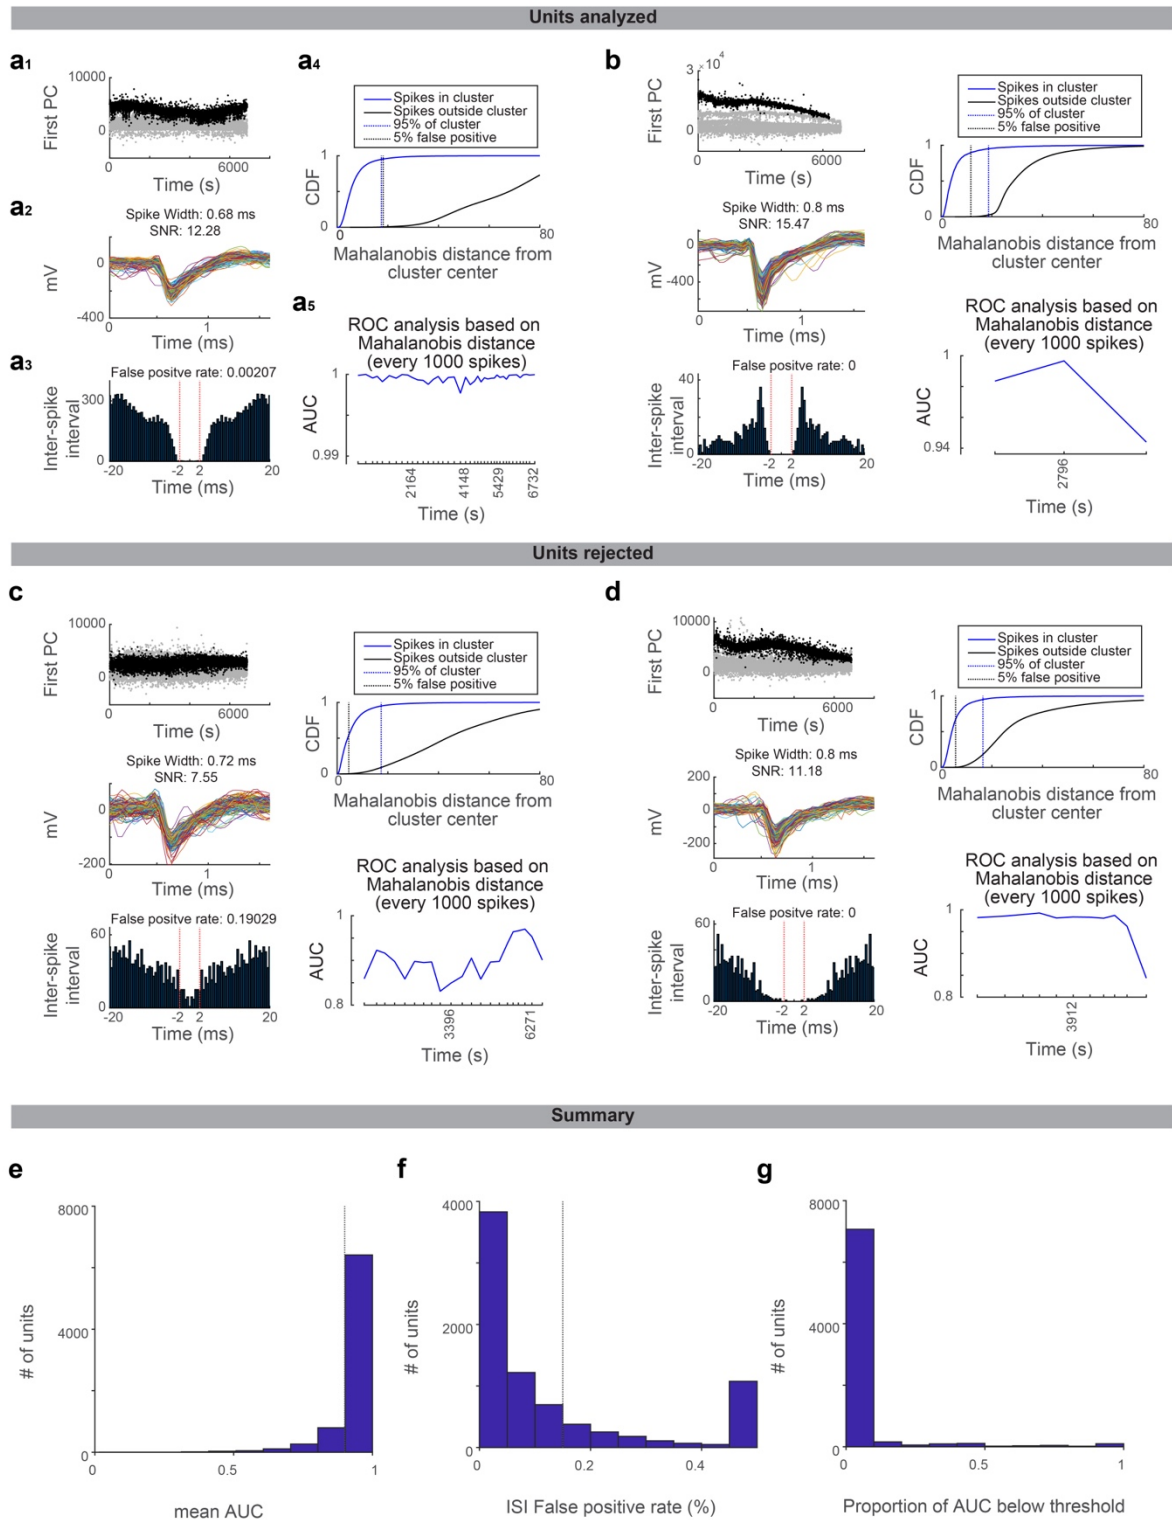 Units analyzed
a1
10000
0
First PC
6000
Time (s)
a2
Spike Width: 0.68 ms
SNR: 12.28
0
mV
-400
0
1
Time (ms)
a3
False positve rate: 0.00207
300
0
Inter-spike
interval
-20
-2
2
20
Time (ms)
a4
Spikes in cluster
Spikes outside cluster
95% of cluster
5% false positive
1
CDF
0
0
80
Mahalanobis distance from
cluster center
a5
ROC analysis based on
Mahalanobis distance
(every 1000 spikes)
1
AUC
0.99
2164
4148
5429
6732
Time (s)
b
3 × 10^4
0
First PC
0
6000
Time (s)
Spike Width: 0.8 ms
SNR: 15.47
0
mV
-400
0
1
Time (ms)
False positve rate: 0
40
0
Inter-spike
interval
-20
-2
2
20
Time (ms)
Spikes in cluster
Spikes outside cluster
95% of cluster
5% false positive
1
CDF
0
0
80
Mahalanobis distance from
cluster center
ROC analysis based on
Mahalanobis distance
(every 1000 spikes)
1
AUC
0.94
2796
Time (s)
Units rejected
c
10000
0
First PC
0
6000
Time (s)
Spike Width: 0.72 ms
SNR: 7.55
0
mV
-200
0
1
Time (ms)
False positve rate: 0.19029
60
0
Inter-spike
interval
-20
-2
2
20
Time (ms)
Spikes in cluster
Spikes outside cluster
95% of cluster
5% false positive
1
CDF
0
0
80
Mahalanobis distance from
cluster center
ROC analysis based on
Mahalanobis distance
(every 1000 spikes)
1
AUC
0.8
3396
6271
Time (s)
d
10000
0
First PC
0
6000
Time (s)
Spike Width: 0.8 ms
SNR: 11.18
200
0
mV
-200
0
1
Time (ms)
False positve rate: 0
60
0
Inter-spike
interval
-20
-2
2
20
Time (ms)
Spikes in cluster
Spikes outside cluster
95% of cluster
5% false positive
1
CDF
0
0
80
Mahalanobis distance from
cluster center
ROC analysis based on
Mahalanobis distance
(every 1000 spikes)
1
AUC
0.8
3912
Time (s)
Summary
e
8000
4000
0
# of units
0
0.5
1
mean AUC
f
4000
2000
0
# of units
0
0.2
0.4
ISI False positive rate (%)
g
8000
4000
0
# of units
0
0.5
1
Proportion of AUC below threshold